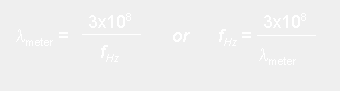 λmeter = 3x10⁸ / fHz or fHz = 3x10⁸ / λmeter